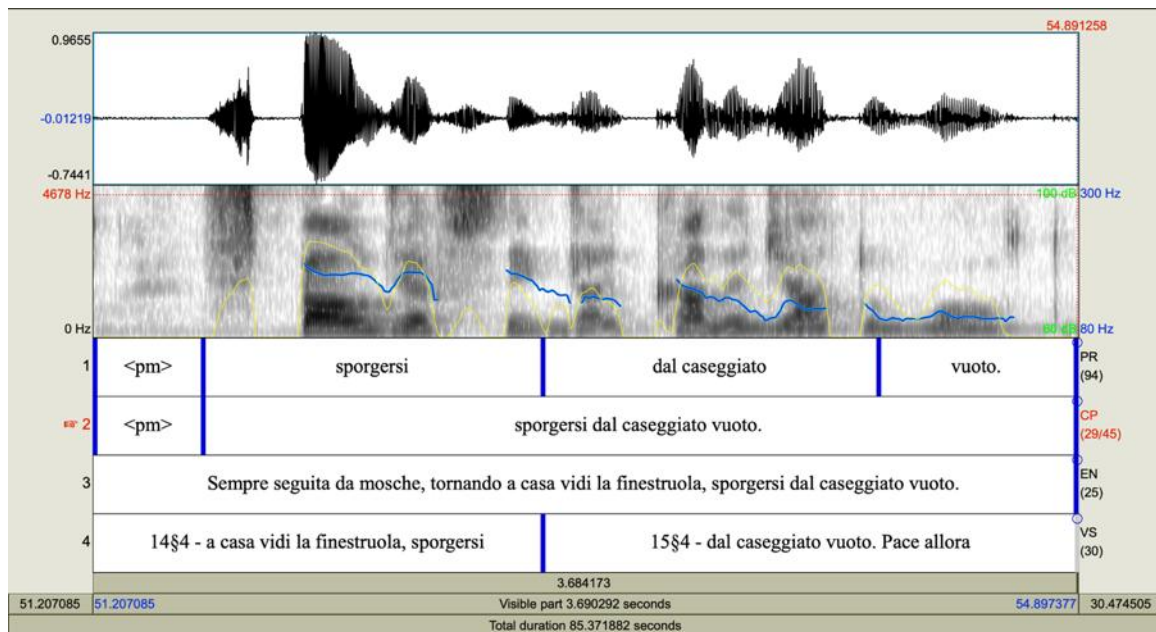 54.891258
0.9655
-0.01219
-0.7441
4678 Hz 100 dB 300 Hz
0 Hz 60 dB 80 Hz
1 <pm> sporgersi dal caseggiato vuoto. PR (94)
☞ 2 <pm> sporgersi dal caseggiato vuoto. CP (29/45)
3 Sempre seguita da mosche, tornando a casa vidi la finestruola, sporgersi dal caseggiato vuoto. EN (25)
4 14§4 - a casa vidi la finestruola, sporgersi 15§4 - dal caseggiato vuoto. Pace allora VS (30)
3.684173
51.207085 51.207085 Visible part 3.690292 seconds 54.897377 30.474505
Total duration 85.371882 seconds